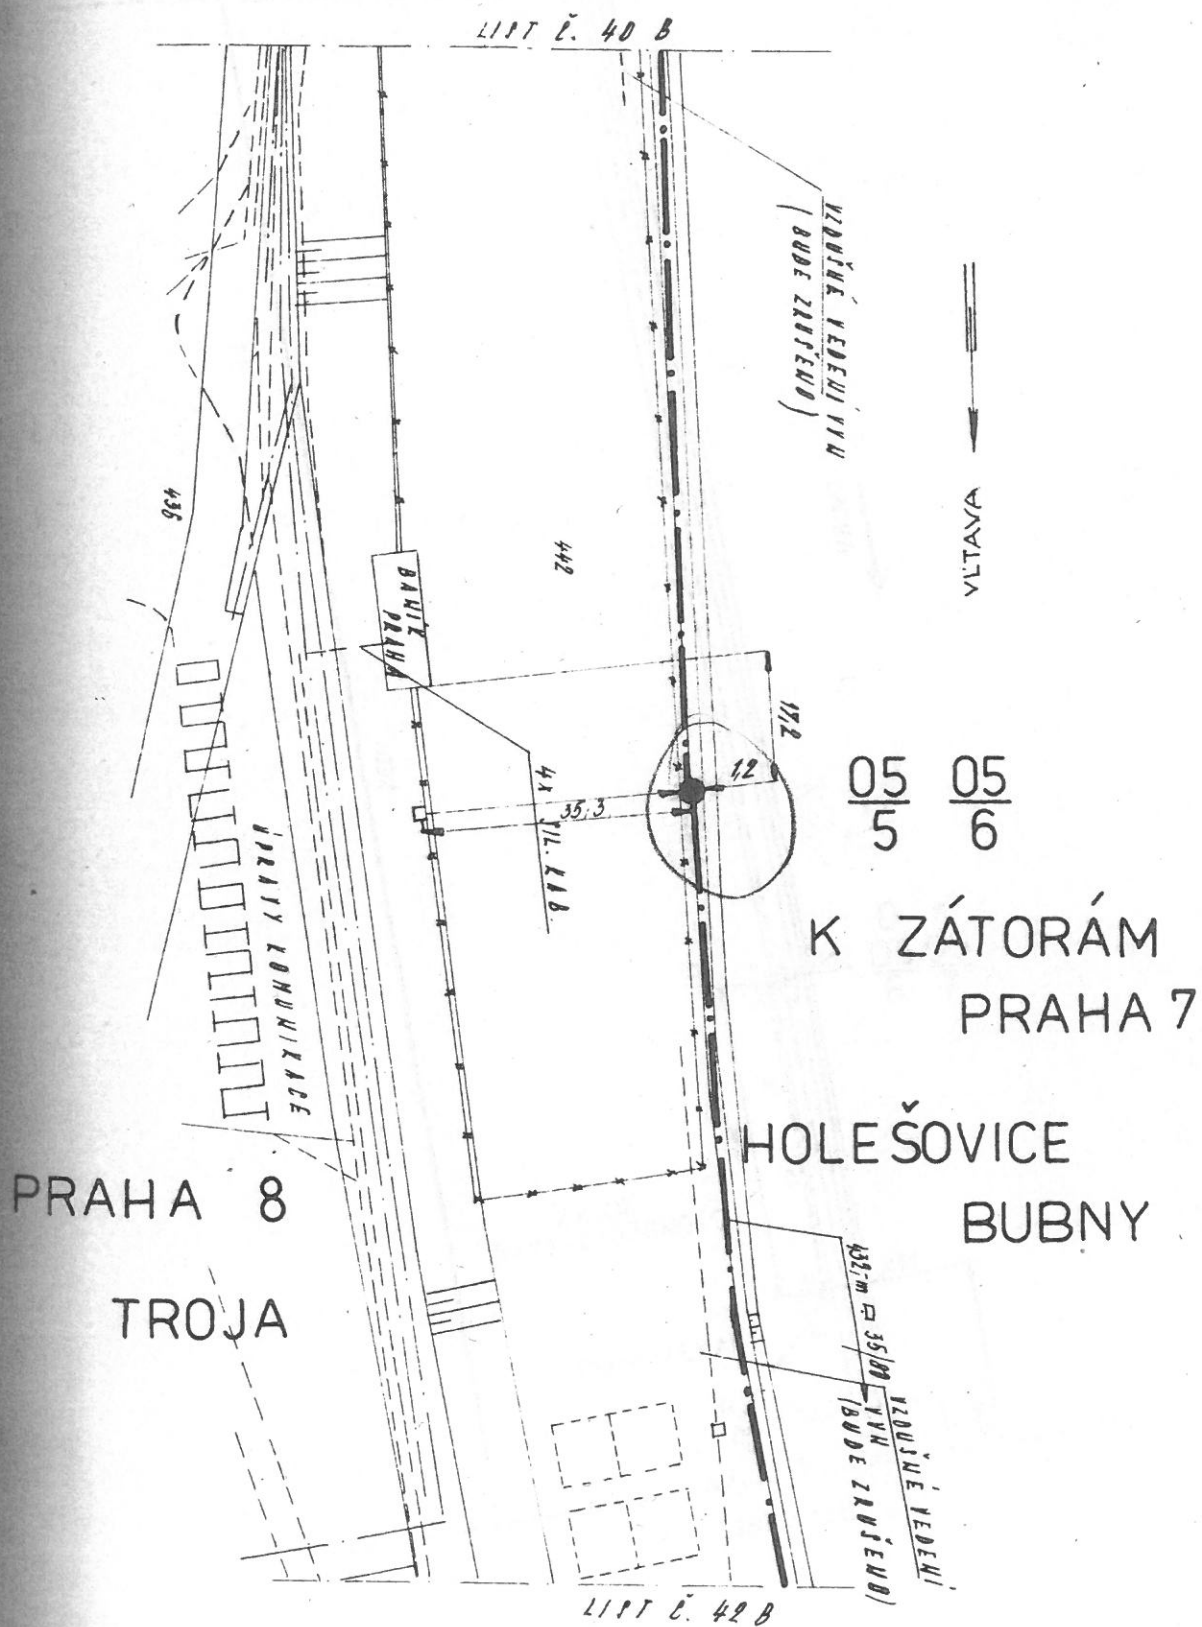 LIST Č. 40 B
VZDUŠNÉ VEDENÍ VVN
(BUDE ZRUŠENO)
VLTAVA
436
442
BANÍK
PRAHA
17,2
1,2
35,3
4x
KAB.
05 05
5 6
K ZÁTORÁM
PRAHA 7
ÚPRAVY KOMUNIKACE
HOLEŠOVICE
BUBNY
PRAHA 8
TROJA
VZDUŠNÉ VEDENÍ
VVN
(BUDE ZRUŠENO)
LIST Č. 42 B